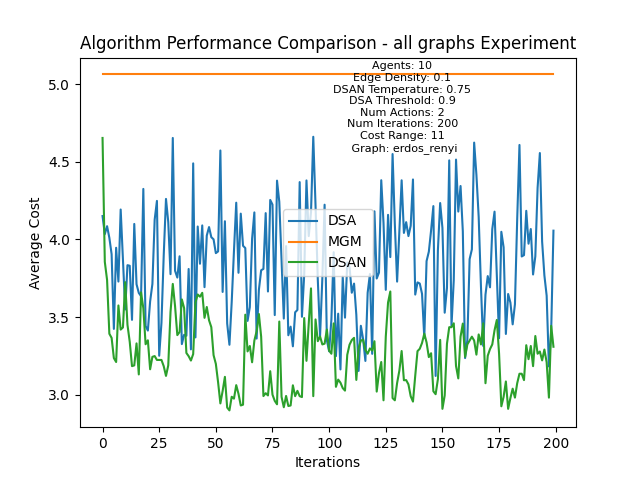 Algorithm Performance Comparison - all graphs Experiment
Agents: 10
Edge Density: 0.1
DSAN Temperature: 0.75
DSA Threshold: 0.9
Num Actions: 2
Num Iterations: 200
Cost Range: 11
Graph: erdos_renyi
DSA
MGM
DSAN
Average Cost
5.0
4.5
4.0
3.5
3.0
0 25 50 75 100 125 150 175 200
Iterations